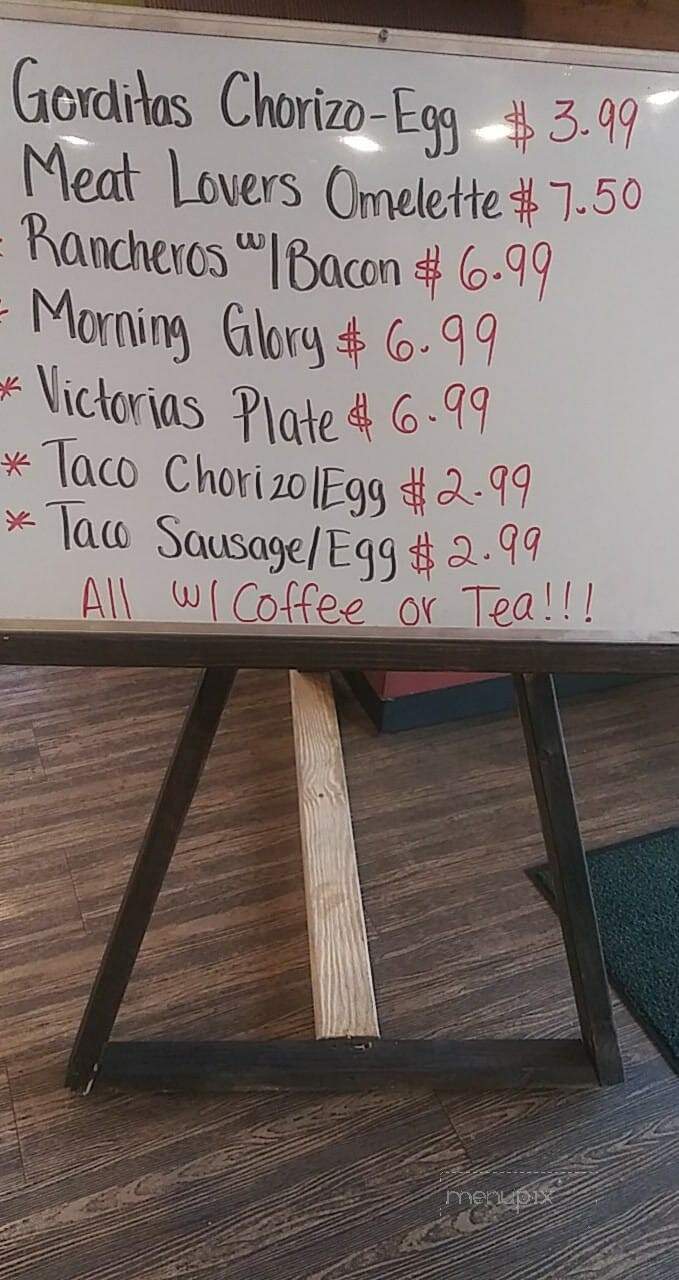 Gorditas Chorizo-Egg $3.99
Meat Lovers Omelette $7.50
* Rancheros w/Bacon $6.99
* Morning Glory $6.99
* Victorias Plate $6.99
* Taco Chorizo/Egg $2.99
* Taco Sausage/Egg $2.99
All w/ Coffee or Tea!!!
menupix